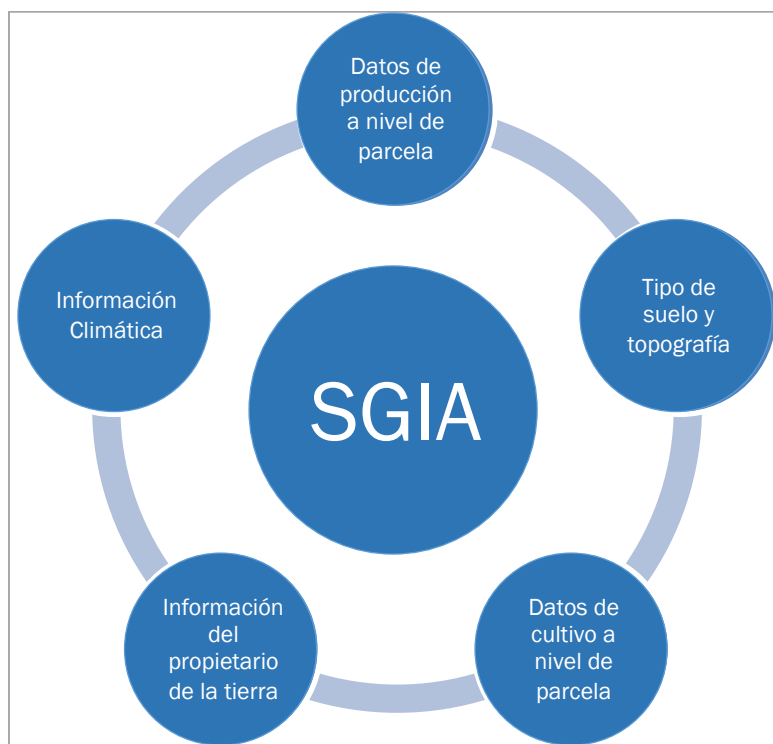 Datos de
producción
a nivel de
parcela
Información
Climática
Tipo de
suelo y
topografía
SGIA
Información
del
propietario
de la tierra
Datos de
cultivo a
nivel de
parcela